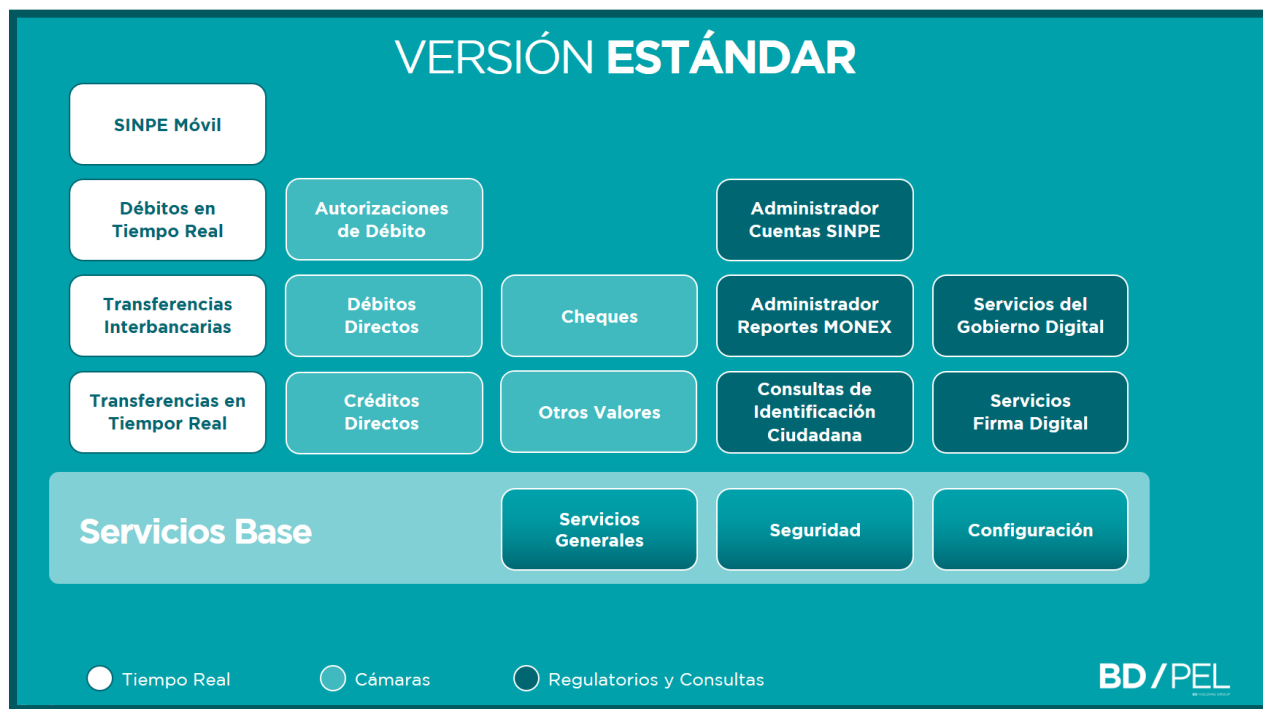 VERSIÓN ESTÁNDAR
SINPE Móvil
Débitos en
Tiempo Real
Autorizaciones
de Débito
Administrador
Cuentas SINPE
Transferencias
Interbancarias
Débitos
Directos
Cheques
Administrador
Reportes MONEX
Servicios del
Gobierno Digital
Transferencias en
Tiempor Real
Créditos
Directos
Otros Valores
Consultas de
Identificación
Ciudadana
Servicios
Firma Digital
Servicios Base
Servicios
Generales
Seguridad
Configuración
Tiempo Real
Cámaras
Regulatorios y Consultas
BD/PEL